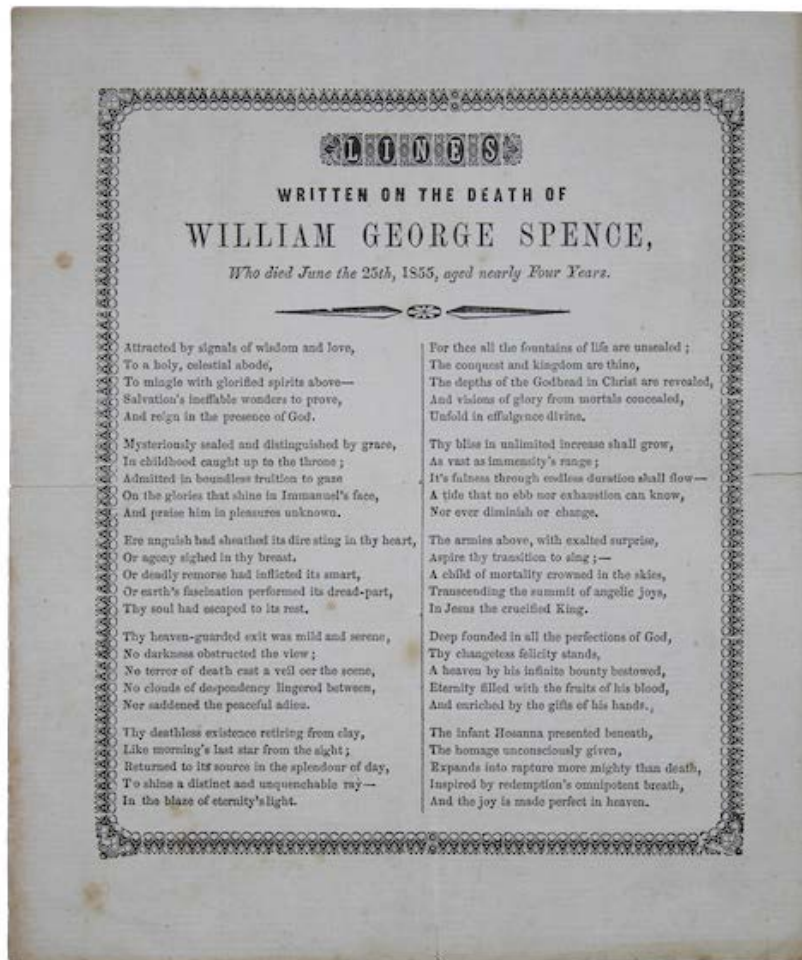 LINES
WRITTEN ON THE DEATH OF
WILLIAM GEORGE SPENCE,
Who died June the 25th, 1855, aged nearly Four Years.
Attracted by signals of wisdom and love,
To a holy, celestial abode,
To mingle with glorified spirits above—
Salvation's ineffable wonders to prove,
And reign in the presence of God.
Mysteriously sealed and distinguished by grace,
In childhood caught up to the throne;
Admitted in boundless fruition to gaze
On the glories that shine in Immanuel's face,
And praise him in pleasures unknown.
Ere anguish had sheathed its dire sting in thy heart,
Or agony sighed in thy breast.
Or deadly remorse had inflicted its smart,
Or earth's fascination performed its dread-part,
Thy soul had escaped to its rest.
Thy heaven-guarded exit was mild and serene,
No darkness obstructed the view;
No terror of death cast a veil oer the scene,
No clouds of despondency lingered between,
Nor saddened the peaceful adieu.
Thy deathless existence retiring from clay,
Like morning's last star from the sight;
Returned to its source in the splendour of day,
To shine a distinct and unquenchable ray—
In the blaze of eternity's light.
For thee all the fountains of life are unsealed;
The conquest and kingdom are thine,
The depths of the Godhead in Christ are revealed,
And visions of glory from mortals concealed,
Unfold in effulgence divine.
Thy bliss in unlimited increase shall grow,
As vast as immensity's range;
It's fulness through endless duration shall flow—
A tide that no ebb nor exhaustion can know,
Nor ever diminish or change.
The armies above, with exalted surprise,
Aspire thy transition to sing;—
A child of mortality crowned in the skies,
Transcending the summit of angelic joys,
In Jesus the crucified King.
Deep founded in all the perfections of God,
Thy changeless felicity stands,
A heaven by his infinite bounty bestowed,
Eternity filled with the fruits of his blood,
And enriched by the gifts of his hands.,
The infant Hosanna presented beneath,
The homage unconsciously given,
Expands into rapture more mighty than death,
Inspired by redemption's omnipotent breath,
And the joy is made perfect in heaven.